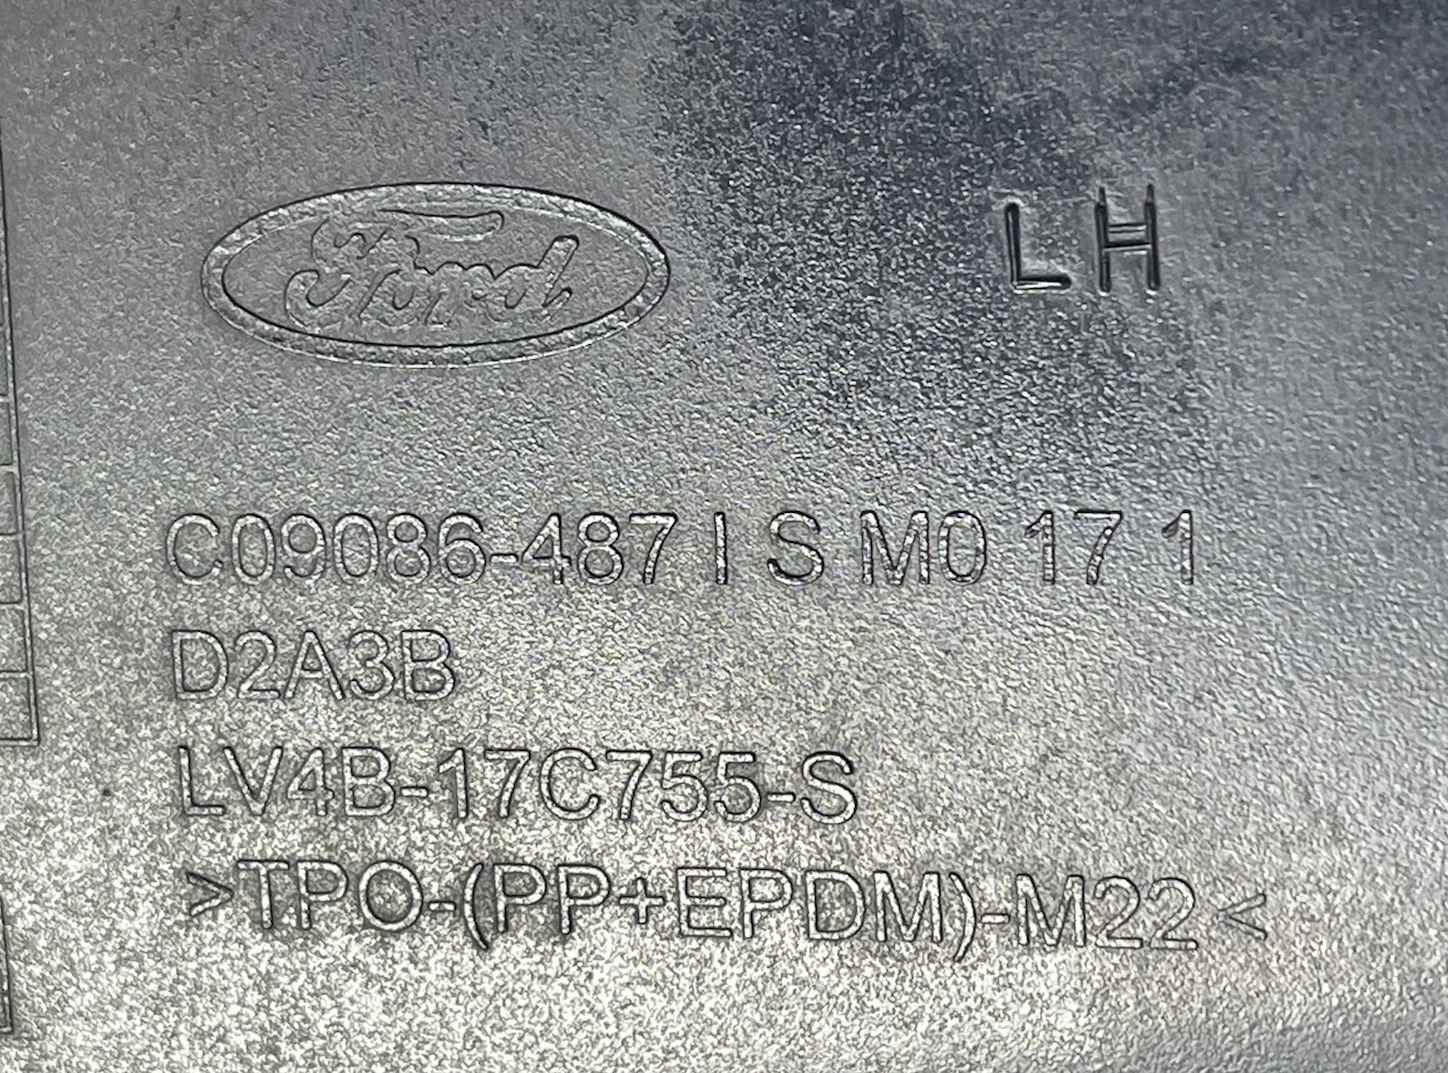 Ford
LH
C09086-487 I S M0 17 1
D2A3B
LV4B-17C755-S
>TPO-(PP+EPDM)-M22<